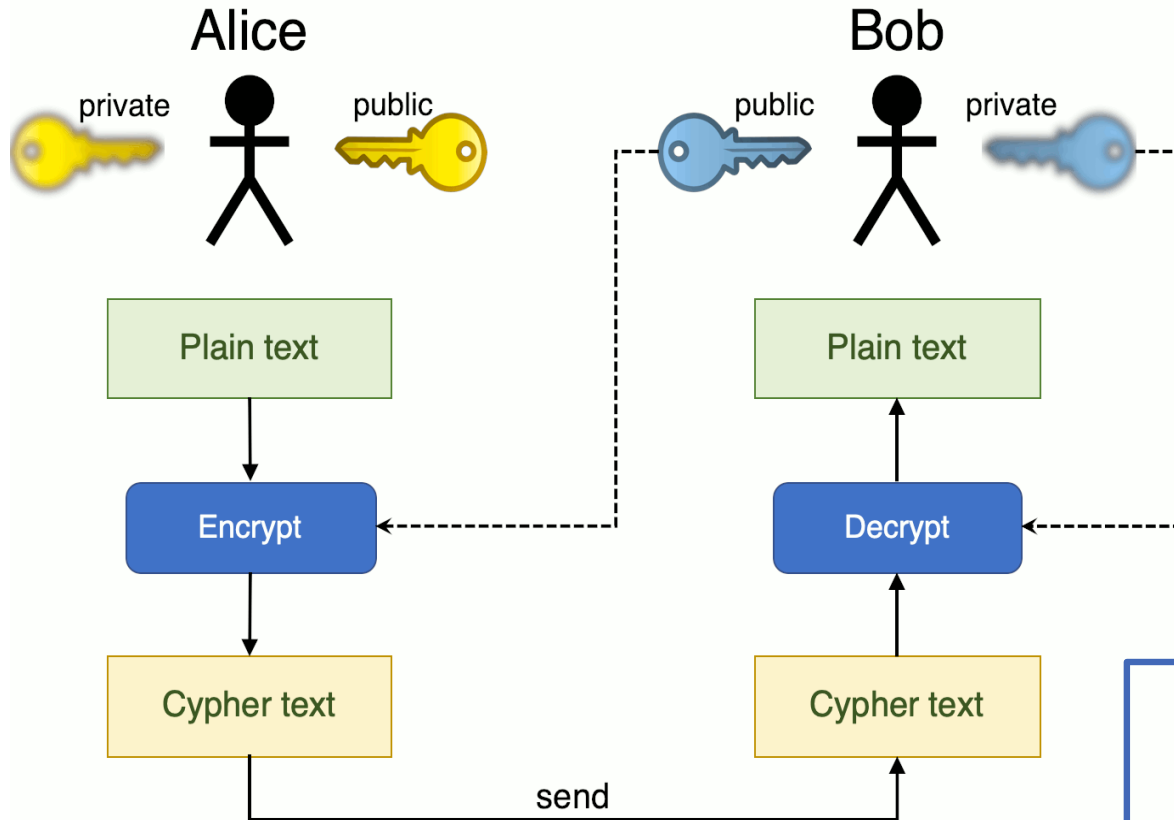 Alice
Bob
private
public
public
private
Plain text
Plain text
Encrypt
Decrypt
Cypher text
Cypher text
send